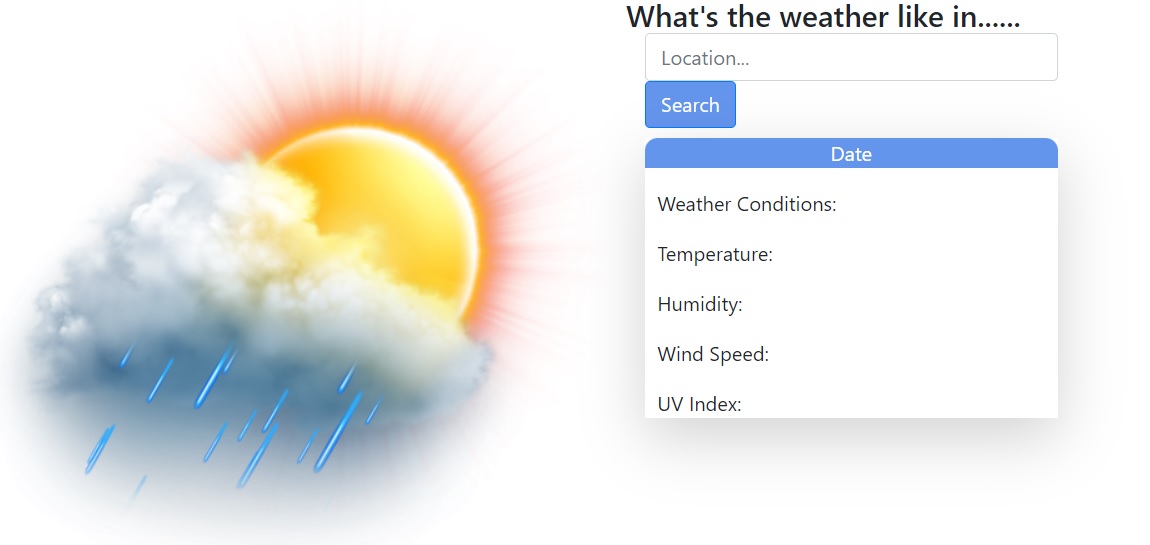 What's the weather like in......
Location...
Search
Date
Weather Conditions:
Temperature:
Humidity:
Wind Speed:
UV Index: